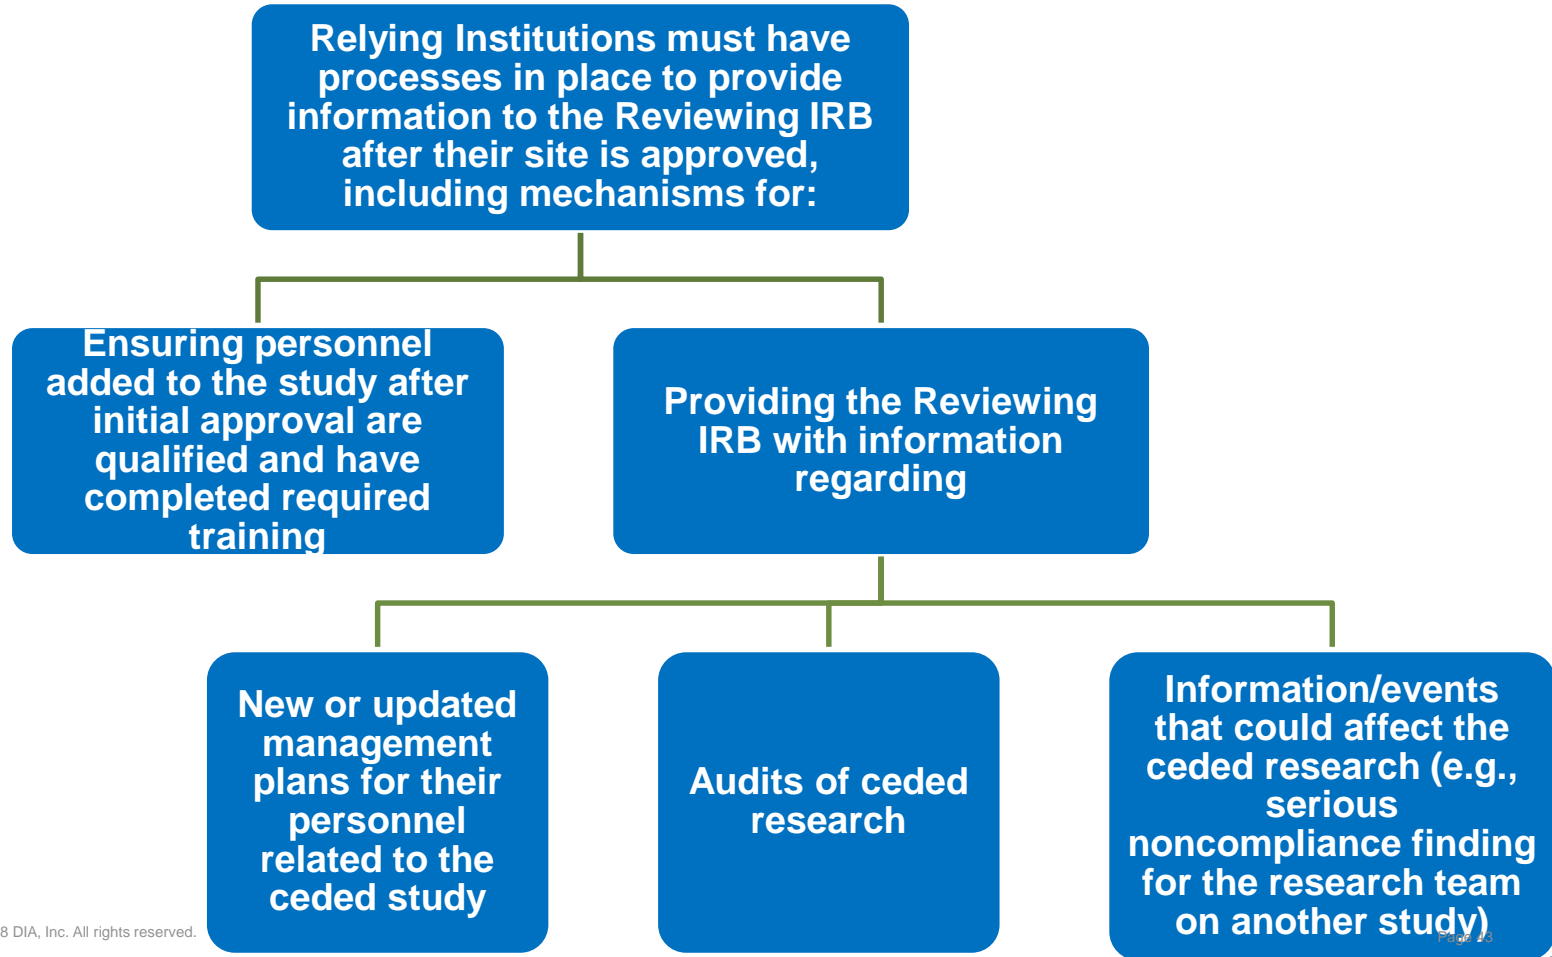 Relying Institutions must have
processes in place to provide
information to the Reviewing IRB
after their site is approved,
including mechanisms for:
Ensuring personnel
added to the study after
initial approval are
qualified and have
completed required
training
Providing the Reviewing
IRB with information
regarding
New or updated
management
plans for their
personnel
related to the
ceded study
Audits of ceded
research
Information/events
that could affect the
ceded research (e.g.,
serious
noncompliance finding
for the research team
on another study)
8 DIA, Inc. All rights reserved.
Page 43